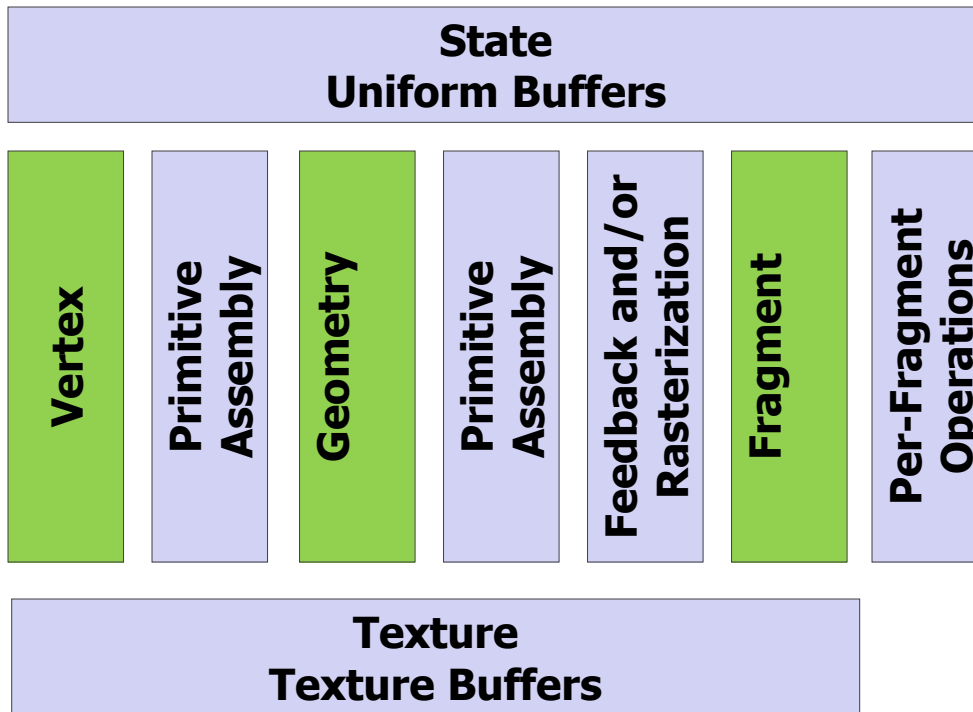 State
Uniform Buffers
Vertex
Primitive
Assembly
Geometry
Primitive
Assembly
Feedback and/or
Rasterization
Fragment
Per-Fragment
Operations
Texture
Texture Buffers